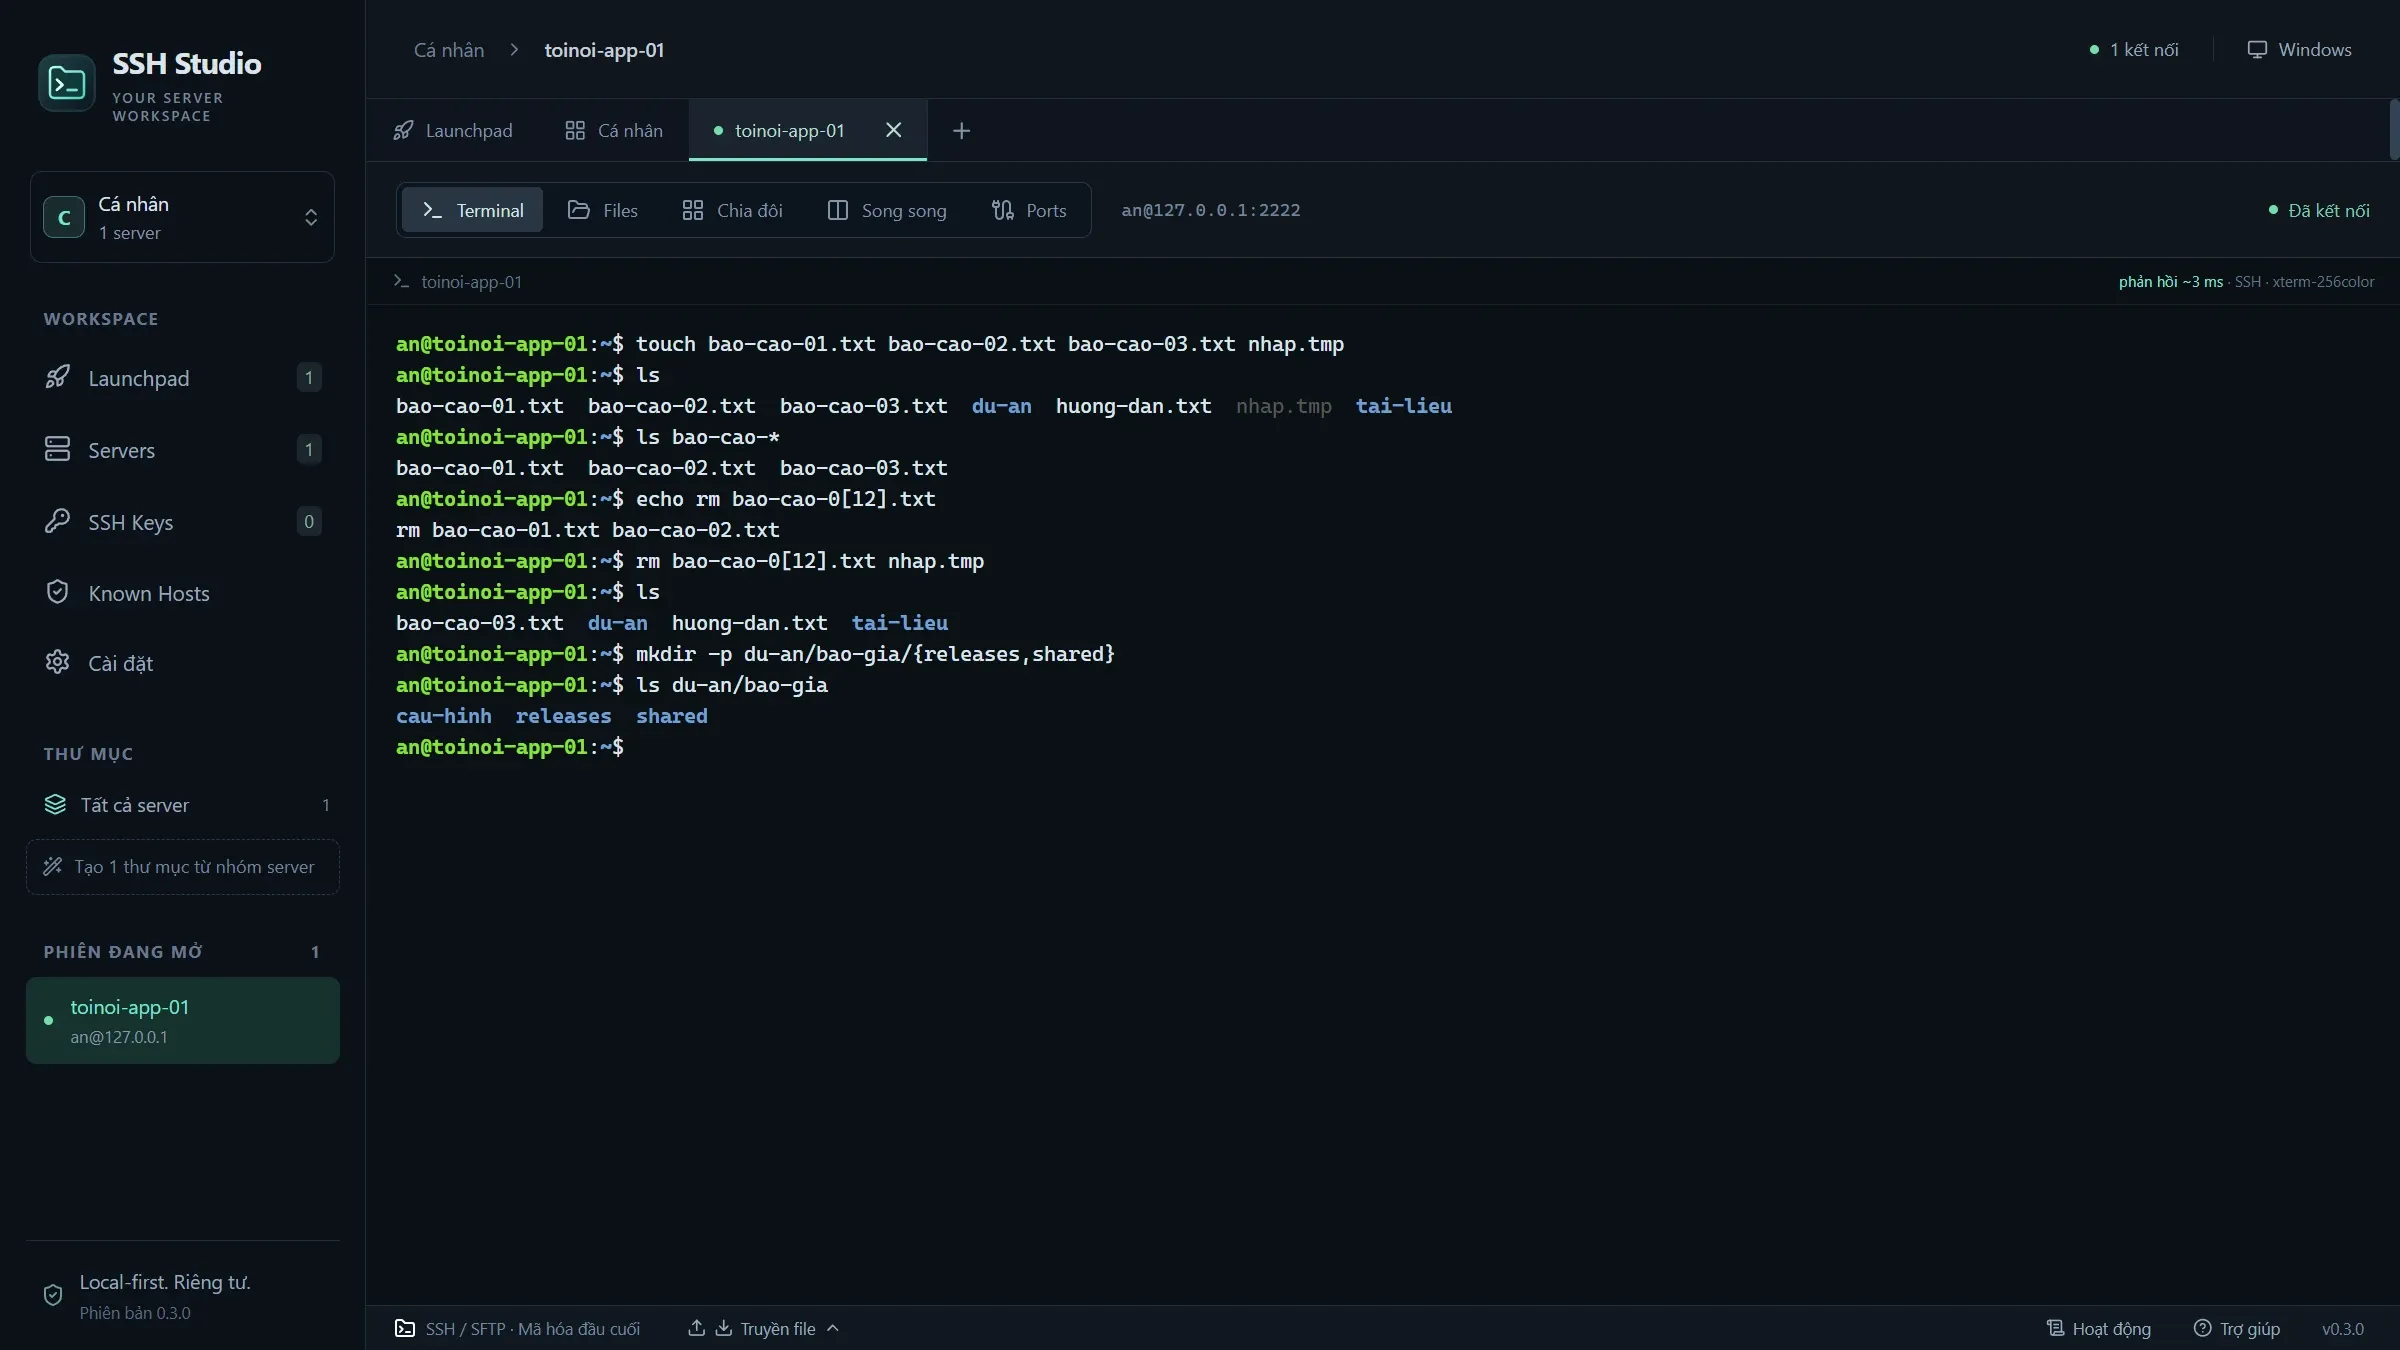 SSH Studio
YOUR SERVER
WORKSPACE
C
Cá nhân
1 server
WORKSPACE
Launchpad 1
Servers 1
SSH Keys 0
Known Hosts
Cài đặt
THƯ MỤC
Tất cả server 1
Tạo 1 thư mục từ nhóm server
PHIÊN ĐANG MỞ 1
toinoi-app-01
an@127.0.0.1
Local-first. Riêng tư.
Phiên bản 0.3.0
Cá nhân > toinoi-app-01
1 kết nối
Windows
Launchpad
Cá nhân
toinoi-app-01
Terminal
Files
Chia đôi
Song song
Ports
an@127.0.0.1:2222
Đã kết nối
toinoi-app-01
phản hồi ~3 ms · SSH · xterm-256color
an@toinoi-app-01:~$ touch bao-cao-01.txt bao-cao-02.txt bao-cao-03.txt nhap.tmp
an@toinoi-app-01:~$ ls
bao-cao-01.txt  bao-cao-02.txt  bao-cao-03.txt  du-an  huong-dan.txt  nhap.tmp  tai-lieu
an@toinoi-app-01:~$ ls bao-cao-*
bao-cao-01.txt  bao-cao-02.txt  bao-cao-03.txt
an@toinoi-app-01:~$ echo rm bao-cao-0[12].txt
rm bao-cao-01.txt bao-cao-02.txt
an@toinoi-app-01:~$ rm bao-cao-0[12].txt nhap.tmp
an@toinoi-app-01:~$ ls
bao-cao-03.txt  du-an  huong-dan.txt  tai-lieu
an@toinoi-app-01:~$ mkdir -p du-an/bao-gia/{releases,shared}
an@toinoi-app-01:~$ ls du-an/bao-gia
cau-hinh  releases  shared
an@toinoi-app-01:~$
SSH / SFTP · Mã hóa đầu cuối
Truyền file
Hoạt động
Trợ giúp
v0.3.0